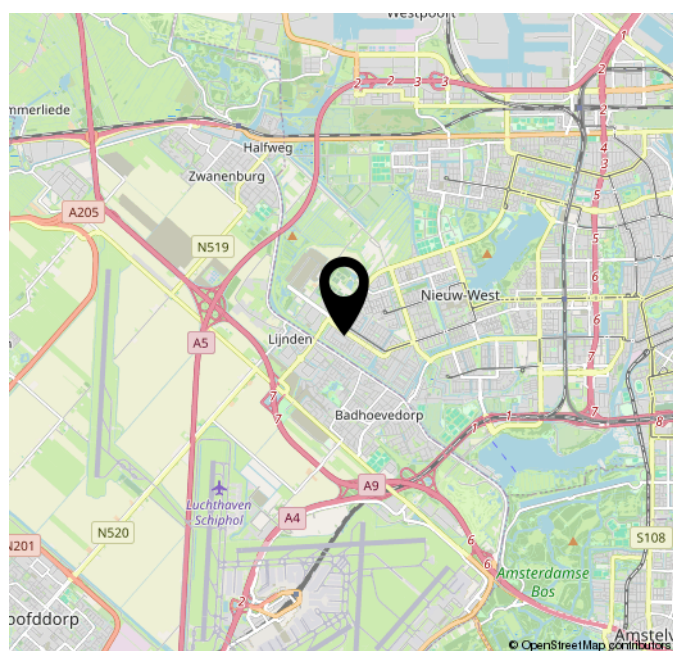 Westpoort
1
2
2
2
3
3
2
mmerliede
4
3
Halfweg
Zwanenburg
5
A205
5
N519
6
Nieuw-West
6
A5
Lijnden
7
7
7
7
Badhoevedorp
1
1
8
A9
Luchthaven
Schiphol
A4
N520
6
N201
S108
6
Amsterdamse
Bos
2
oofddorp
Amstelv
© OpenStreetMap contributors